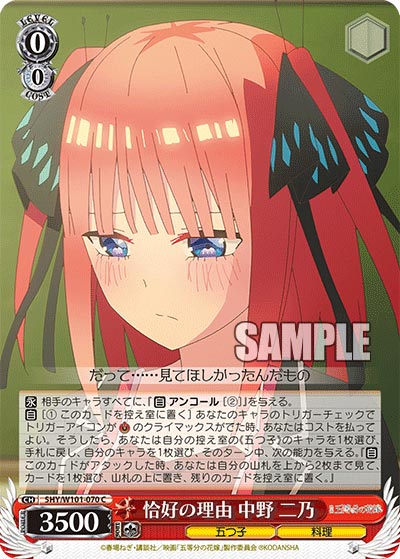 LEVEL
0
0
COST
SAMPLE
だって……見てほしかったんだもの
永 相手のキャラすべてに、『自 アンコール [②]』を与える。
自 [① このカードを控え室に置く] あなたのキャラのトリガーチェックで
トリガーアイコンがのクライマックスがでた時、あなたはコストを払ってよ
い。そうしたら、あなたは自分の控え室の《五つ子》のキャラを1枚選び、
手札に戻し、自分のキャラを1枚選び、そのターン中、次の能力を与える。『自
このカードがアタックした時、あなたは自分の山札を上から2枚まで見て、
1枚選び、山札の上に置き、残りのカードを控え室に置く。』
CH 5HY/W101-070 C
3500
恰好の理由 中野 二乃
五つ子
料理
©春場ねぎ・講談社／映画「五等分の花嫁」製作委員会 ®KODANSHA